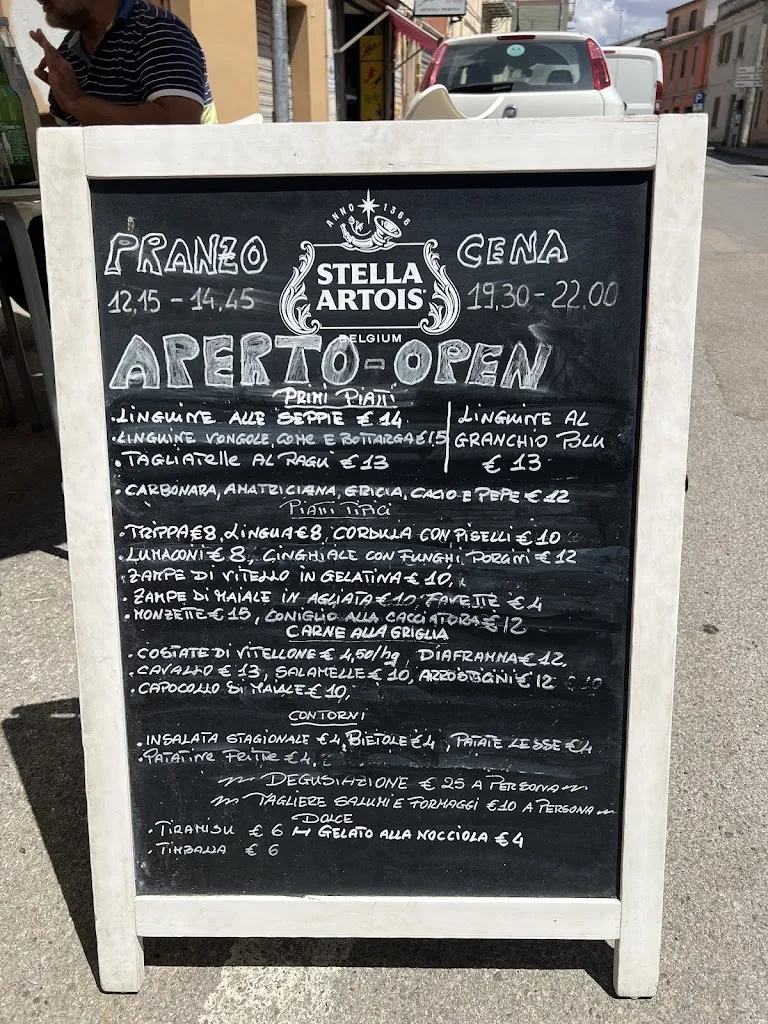 ANNO 1366
PRANZO
12,15 - 14,45
STELLA
ARTOIS
BELGIUM
CENA
19,30 - 22,00
APERTO - OPEN
PRIMI PIATTI
• LINGUINE ALLE SEPPIE € 14
• LINGUINE VONGOLE, COZZE E BOTTARGA € 15
• TAGLIATELLE AL RAGÙ € 13
LINGUINE AL
GRANCHIO BLU
€ 13
• CARBONARA, AMATRICIANA, GRICIA, CACIO E PEPE € 12
PIATTI TIPICI
• TRIPPA € 8, LINGUA € 8, CORDULA CON PISELLI € 10
• LUMACONI € 8, CINGHIALE CON FUNGHI PORCINI € 12
ZAMPE DI VITELLO IN GELATINA € 10,
• ZAMPE DI MAIALE IN AGLIATA € 10 FAVETTE € 4
• MONZETTE € 15, CONIGLIO ALLA CACCIATORA € 12
CARNE ALLA GRIGLIA
• COSTATE DI VITELLONE € 4,50/hg, DIAFRAMMA € 12,
• CAVALLO € 13, SALAMELLE € 10, ARROSTICINI € 12
• CAPOCOLLO DI MAIALE € 10,
CONTORNI
• INSALATA STAGIONALE € 4, BIETOLE € 4, PATATE LESSE € 4
• PATATINE FRITTE € 4,
DEGUSTAZIONE € 25 A PERSONA
TAGLIERE SALUMI E FORMAGGI € 10 A PERSONA
DOLCE
• TIRAMISU € 6 GELATO ALLA NOCCIOLA € 4
• TIMBALLA € 6